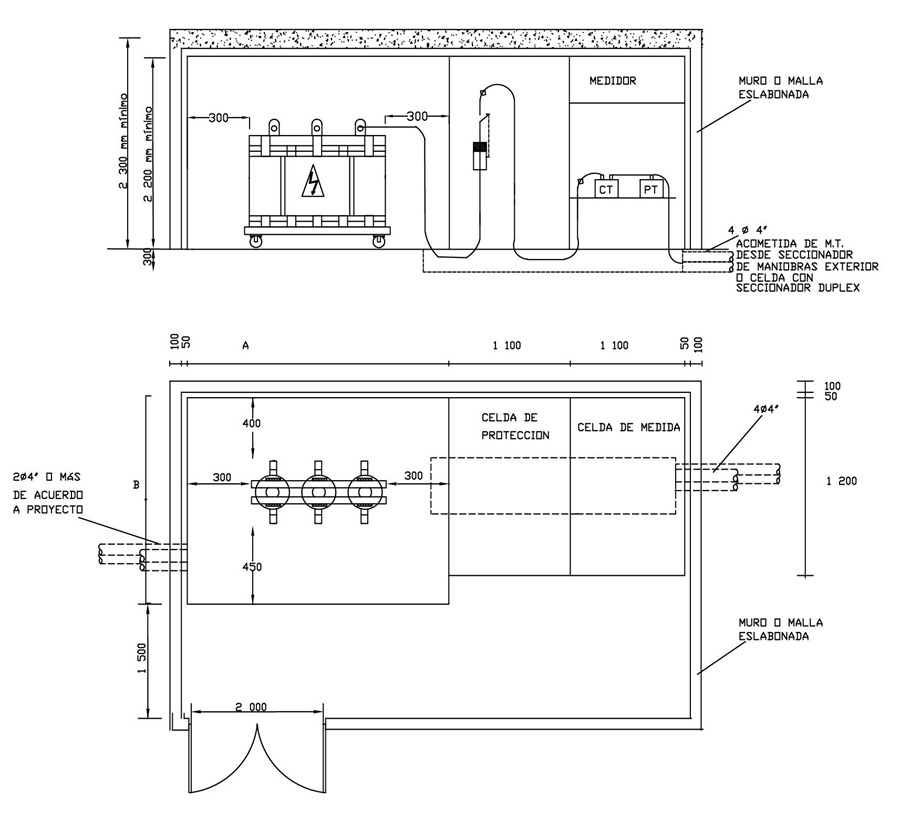 MEDIDOR
MURO O MALLA
ESLABONADA
300
300
2 300 mm mínimo
2 200 mm mínimo
CT
PT
300
4 Ø 4"
ACOMETIDA DE M.T.
DESDE SECCIONADOR
DE MANIOBRAS EXTERIOR
O CELDA CON
SECCIONADOR DUPLEX
100
50
A
1 100
1 100
50
100
100
50
400
CELDA DE
PROTECCION
CELDA DE MEDIDA
4Ø4"
2Ø4" O MáS
DE ACUERDO
A PROYECTO
B
300
300
1 200
450
1 500
MURO O MALLA
ESLABONADA
2 000